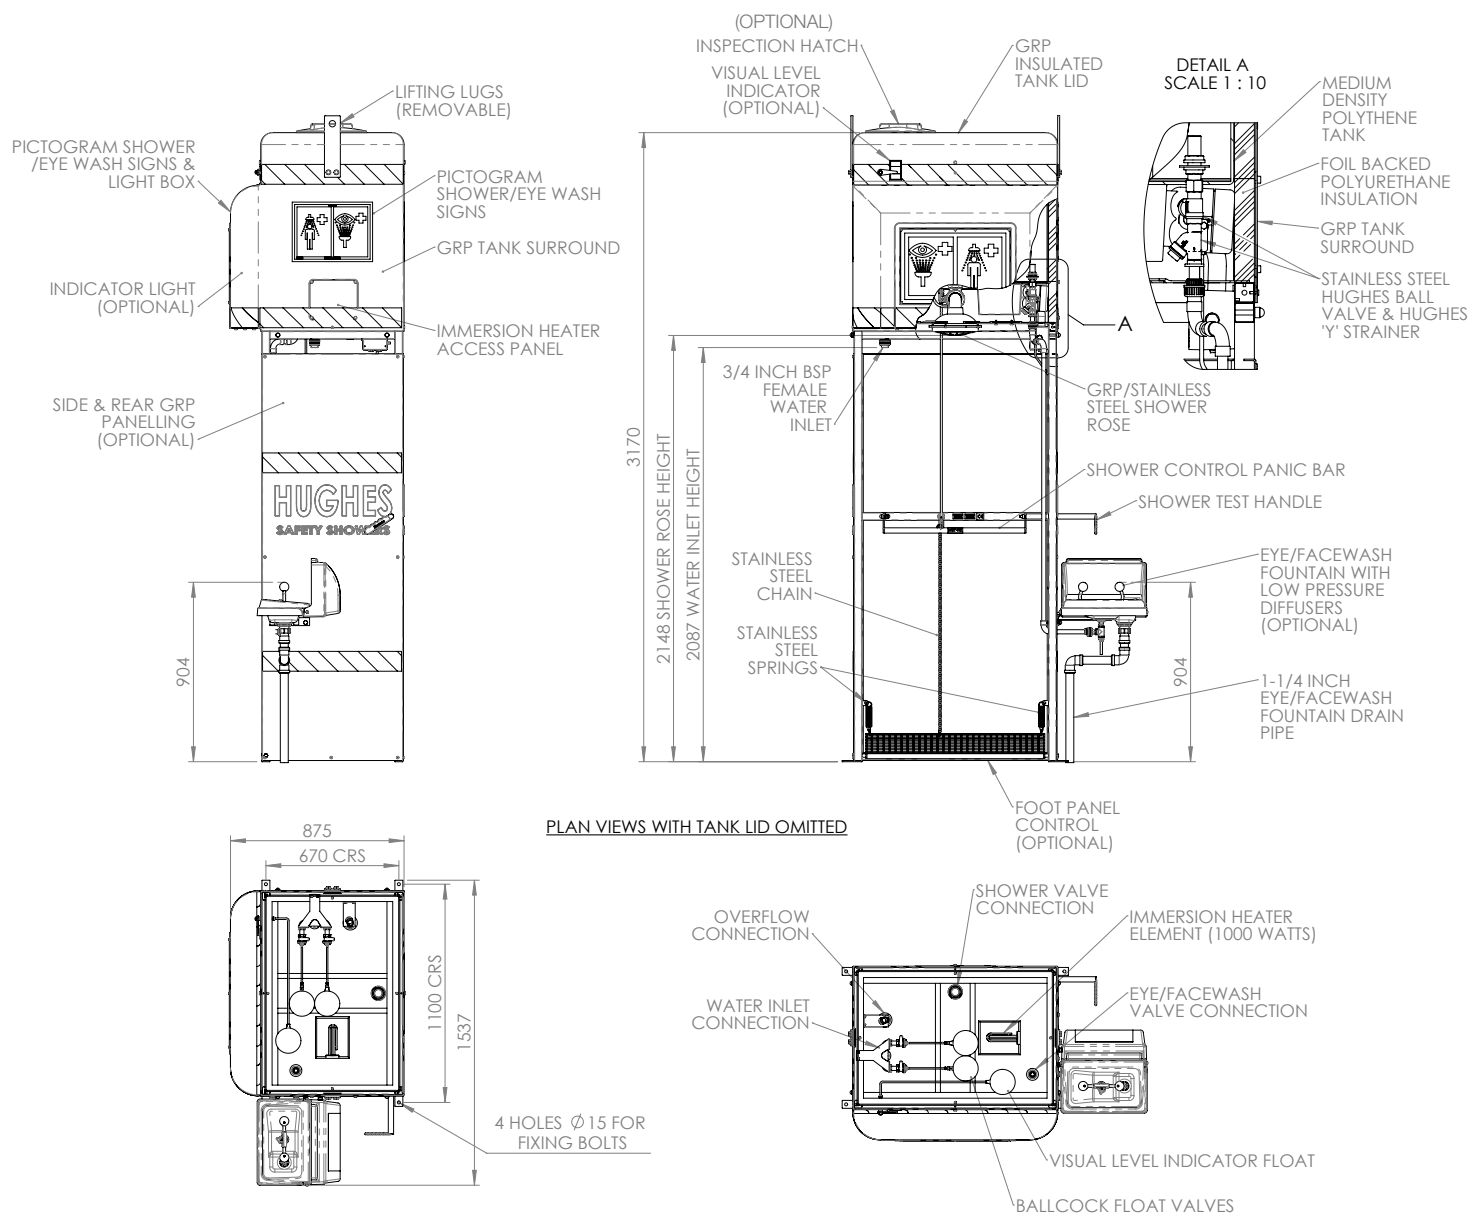 LIFTING LUGS
(REMOVABLE)
PICTOGRAM SHOWER
/EYE WASH SIGNS &
LIGHT BOX
PICTOGRAM
SHOWER/EYE WASH
SIGNS
GRP TANK SURROUND
INDICATOR LIGHT
(OPTIONAL)
IMMERSION HEATER
ACCESS PANEL
SIDE & REAR GRP
PANELLING
(OPTIONAL)
HUGHES
SAFETY SHOWERS
904
(OPTIONAL)
INSPECTION HATCH
VISUAL LEVEL
INDICATOR
(OPTIONAL)
GRP
INSULATED
TANK LID
A
3/4 INCH BSP
FEMALE
WATER
INLET
GRP/STAINLESS
STEEL SHOWER
ROSE
3170
2148 SHOWER ROSE HEIGHT
2087 WATER INLET HEIGHT
SHOWER CONTROL PANIC BAR
SHOWER TEST HANDLE
STAINLESS
STEEL
CHAIN
STAINLESS
STEEL
SPRINGS
EYE/FACEWASH
FOUNTAIN WITH
LOW PRESSURE
DIFFUSERS
(OPTIONAL)
904
1-1/4 INCH
EYE/FACEWASH
FOUNTAIN DRAIN
PIPE
FOOT PANEL
CONTROL
(OPTIONAL)
DETAIL A
SCALE 1 : 10
MEDIUM
DENSITY
POLYTHENE
TANK
FOIL BACKED
POLYURETHANE
INSULATION
GRP TANK
SURROUND
STAINLESS STEEL
HUGHES BALL
VALVE & HUGHES
'Y' STRAINER
PLAN VIEWS WITH TANK LID OMITTED
875
670 CRS
1100 CRS
1537
4 HOLES Ø15 FOR
FIXING BOLTS
SHOWER VALVE
CONNECTION
OVERFLOW
CONNECTION
IMMERSION HEATER
ELEMENT (1000 WATTS)
WATER INLET
CONNECTION
EYE/FACEWASH
VALVE CONNECTION
VISUAL LEVEL INDICATOR FLOAT
BALLCOCK FLOAT VALVES